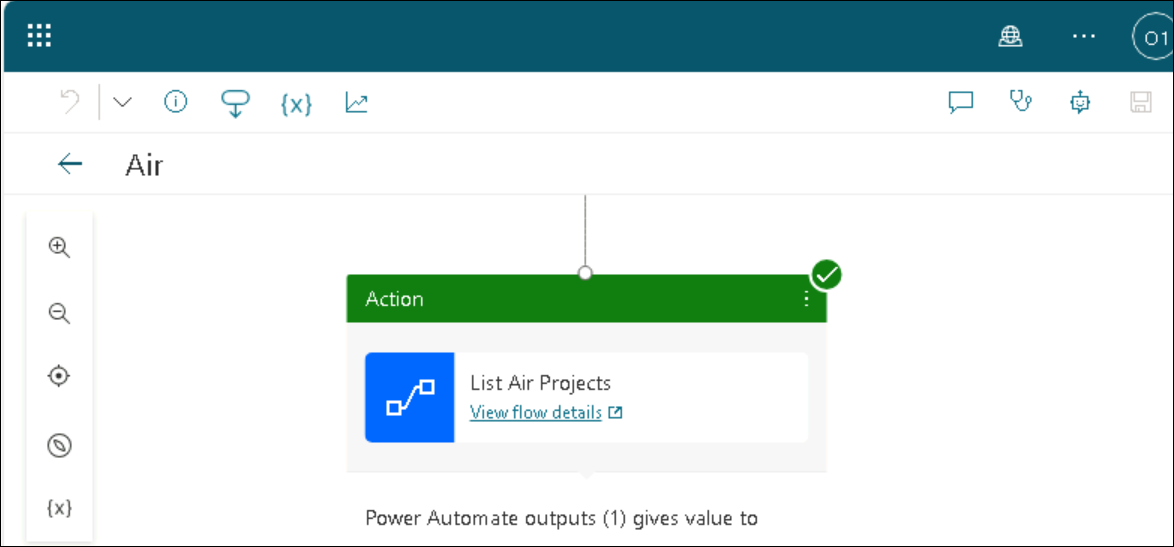 O1
{x}
Air
Action
List Air Projects
View flow details
{x}
Power Automate outputs (1) gives value to